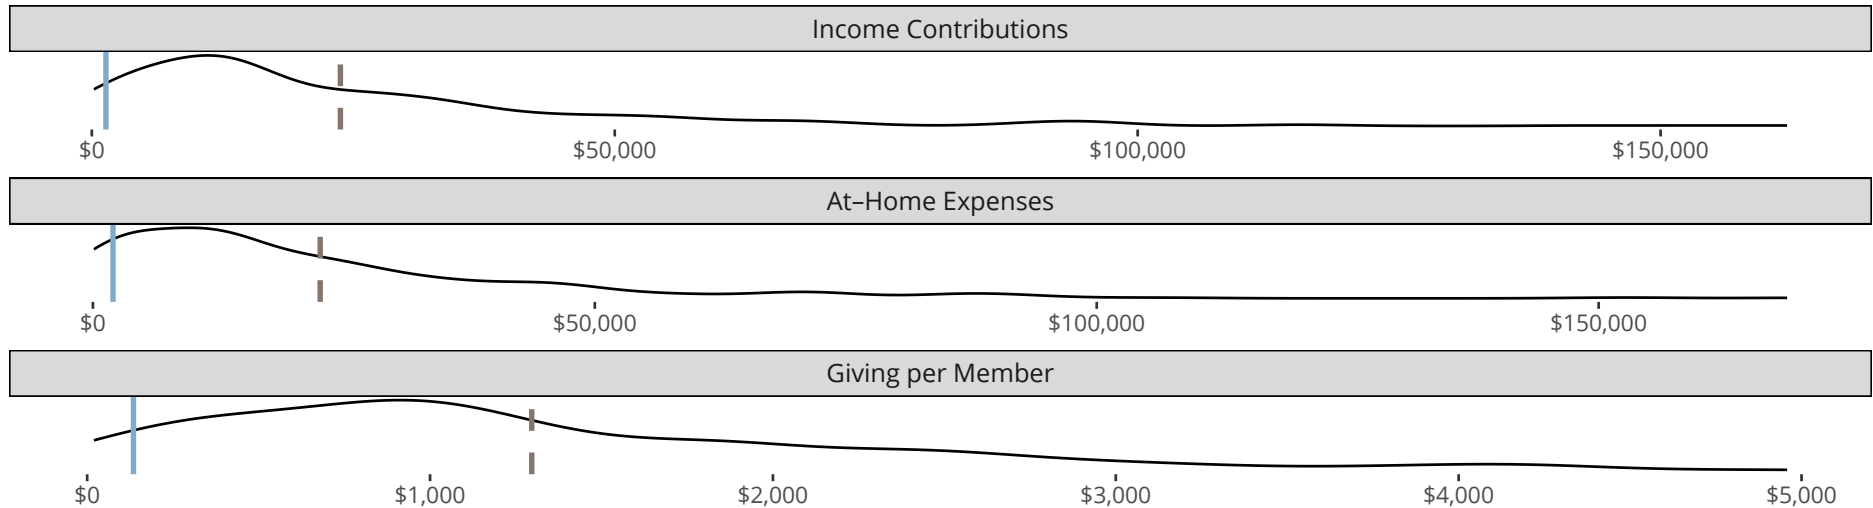 Income Contributions
$0 $50,000 $100,000 $150,000
At–Home Expenses
$0 $50,000 $100,000 $150,000
Giving per Member
$0 $1,000 $2,000 $3,000 $4,000 $5,000